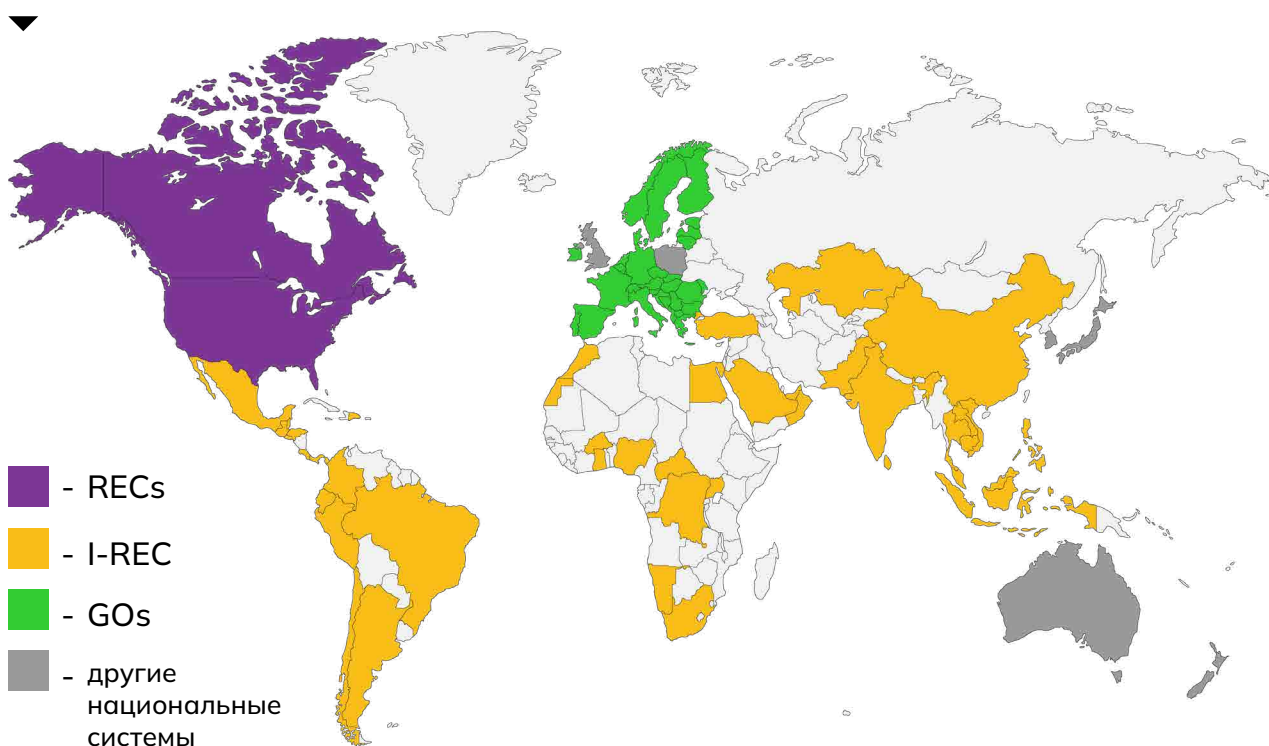 - RECs
- I-REC
- GOs
- другие
национальные
системы